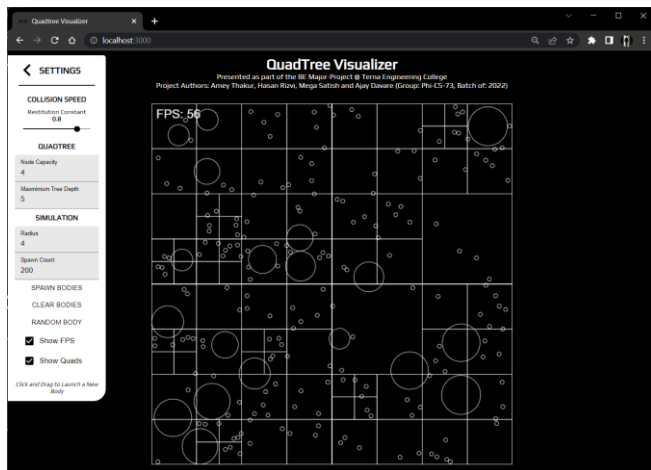 Quadtree Visualizer
localhost:3000
SETTINGS
COLLISION SPEED
Restitution Constant
0.8
QUADTREE
Node Capacity
4
Maxmimum Tree Depth
5
SIMULATION
Radius
4
Spawn Count
200
SPAWN BODIES
CLEAR BODIES
RANDOM BODY
Show FPS
Show Quads
Click and Drag to Launch a New
Body
QuadTree Visualizer
Presented as part of the BE Major-Project @ Terna Engineering College
Project Authors: Amey Thakur, Hasan Rizvi, Mega Satish and Ajay Davare (Group: Phi-CS-73, Batch of: 2022)
FPS: 56